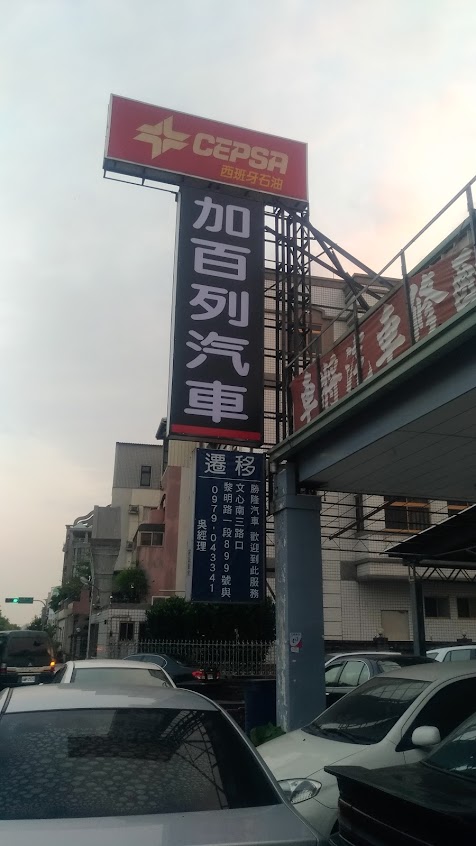 CEPSA
西班牙石油
加百列汽車
車將汽車修
遷移
勝隆汽車 歡迎到此服務
文心南三路口
黎明路一段899號與
0979·043341
吳經理